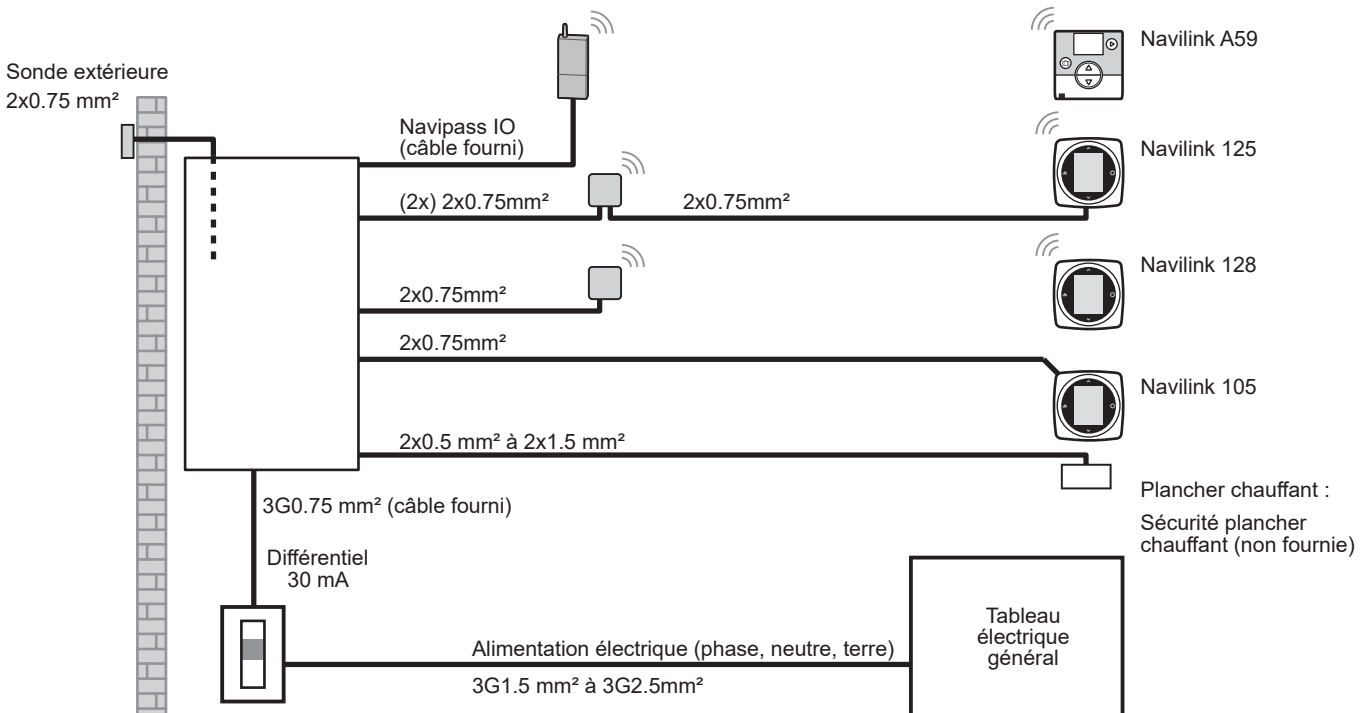 Navilink A59
Sonde extérieure
2x0.75 mm²
Navipass IO
(câble fourni)
Navilink 125
(2x) 2x0.75mm²
2x0.75mm²
Navilink 128
2x0.75mm²
2x0.75mm²
Navilink 105
2x0.5 mm² à 2x1.5 mm²
Plancher chauffant :
Sécurité plancher
chauffant (non fournie)
3G0.75 mm² (câble fourni)
Différentiel
30 mA
Tableau
électrique
général
Alimentation électrique (phase, neutre, terre)
3G1.5 mm² à 3G2.5mm²